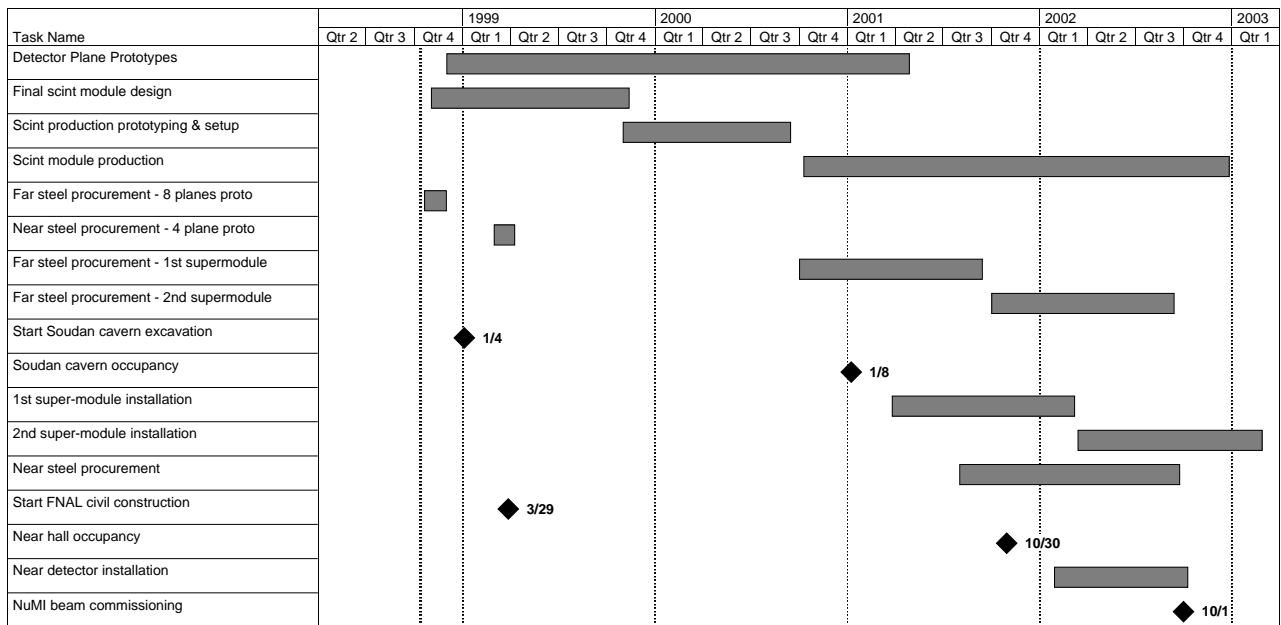 1999 2000 2001 2002 2003
Task Name Qtr 2 Qtr 3 Qtr 4 Qtr 1 Qtr 2 Qtr 3 Qtr 4 Qtr 1 Qtr 2 Qtr 3 Qtr 4 Qtr 1 Qtr 2 Qtr 3 Qtr 4 Qtr 1 Qtr 2 Qtr 3 Qtr 4 Qtr 1
Detector Plane Prototypes
Final scint module design
Scint production prototyping & setup
Scint module production
Far steel procurement - 8 planes proto
Near steel procurement - 4 plane proto
Far steel procurement - 1st supermodule
Far steel procurement - 2nd supermodule
Start Soudan cavern excavation 1/4
Soudan cavern occupancy 1/8
1st super-module installation
2nd super-module installation
Near steel procurement
Start FNAL civil construction 3/29
Near hall occupancy 10/30
Near detector installation
NuMI beam commissioning 10/1